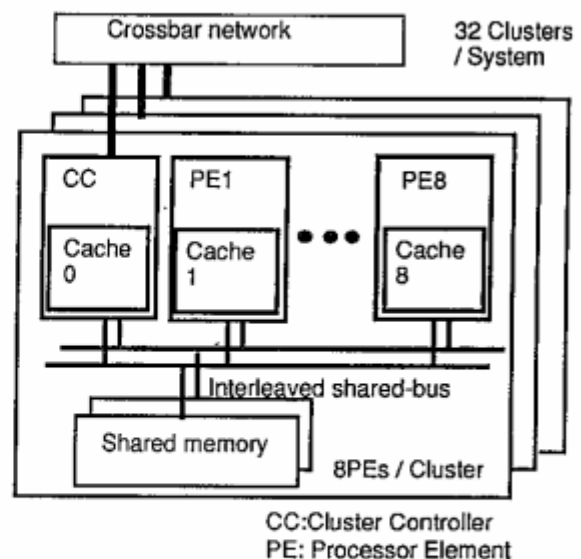 Crossbar network
32 Clusters
/ System
CC
PE1
PE8
Cache
0
Cache
1
Cache
8
Interleaved shared-bus
Shared memory
8PEs / Cluster
CC:Cluster Controller
PE: Processor Element